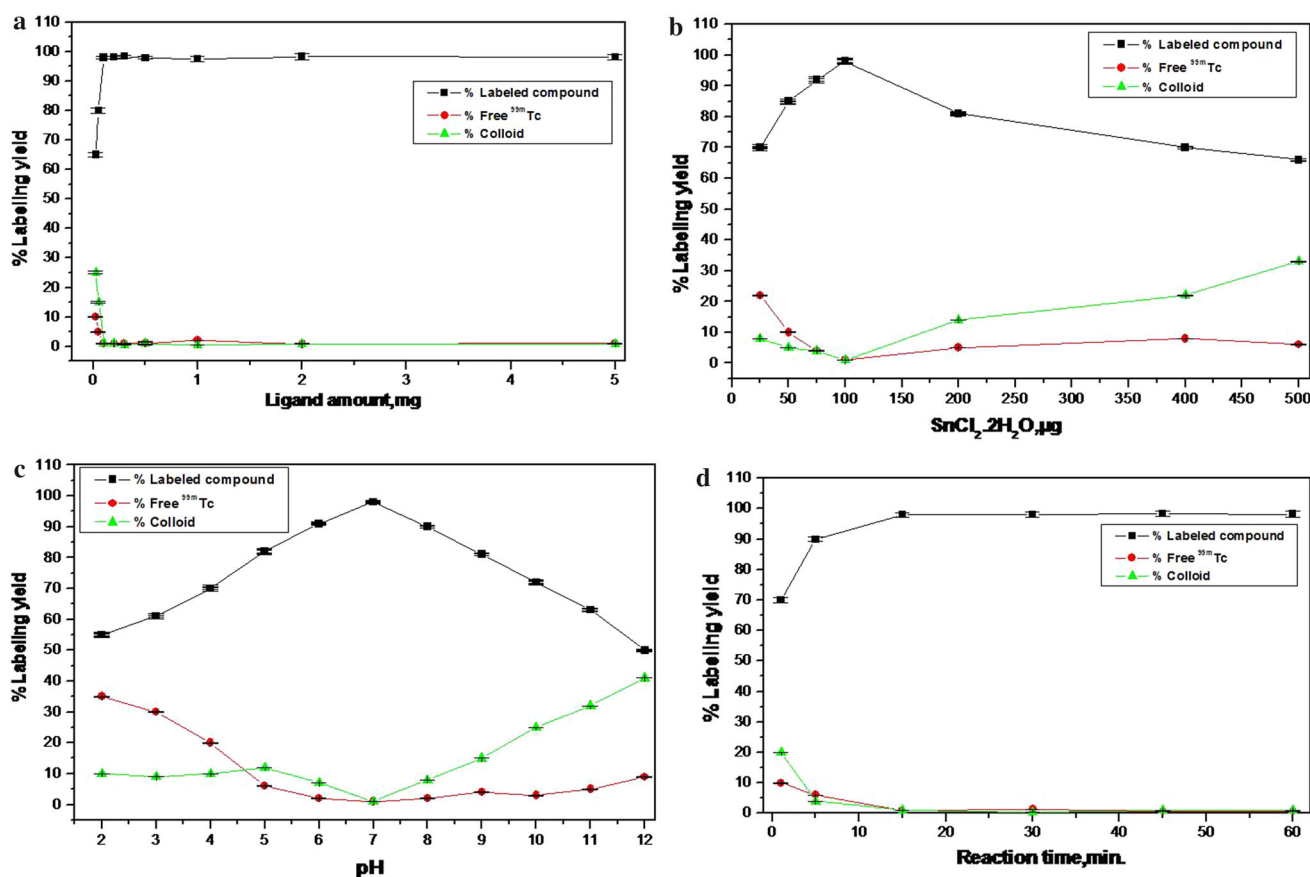 a
110
100
90
80
70
60
50
40
30
20
10
0
% Labeling yield
% Labeled compound
% Free ⁹⁹ᵐTc
% Colloid
0 1 2 3 4 5
Ligand amount,mg
b
110
100
90
80
70
60
50
40
30
20
10
0
% Labeling yield
% Labeled compound
% Free ⁹⁹ᵐTc
% Colloid
0 50 100 150 200 250 300 350 400 450 500
SnCl₂.2H₂O,µg
c
110
100
90
80
70
60
50
40
30
20
10
0
% Labeling yield
% Labeled compound
% Free ⁹⁹ᵐTc
% Colloid
2 3 4 5 6 7 8 9 10 11 12
pH
d
110
100
90
80
70
60
50
40
30
20
10
0
% Labeling yield
% Labeled compound
% Free ⁹⁹ᵐTc
% Colloid
0 10 20 30 40 50 60
Reaction time,min.